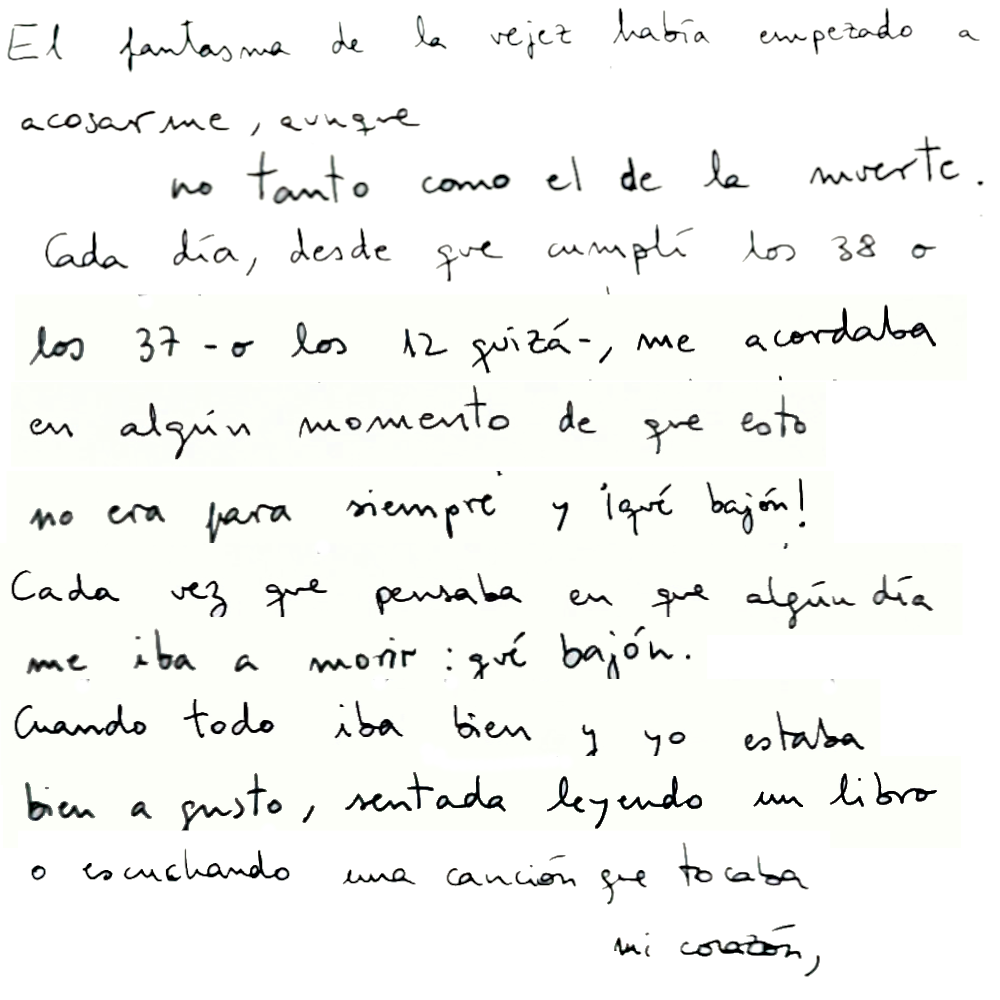 El fantasma de la vejez había empezado a
acosarme, aunque
no tanto como el de la muerte.
Cada día, desde que cumplí los 38 o
los 37 - o los 12 quizá-, me acordaba
en algún momento de que esto
no era para siempre y ¡qué bajón!
Cada vez que pensaba en que algún día
me iba a morir : qué bajón.
Cuando todo iba bien y yo estaba
bien a gusto, sentada leyendo un libro
o escuchando una canción que tocaba
mi corazón,